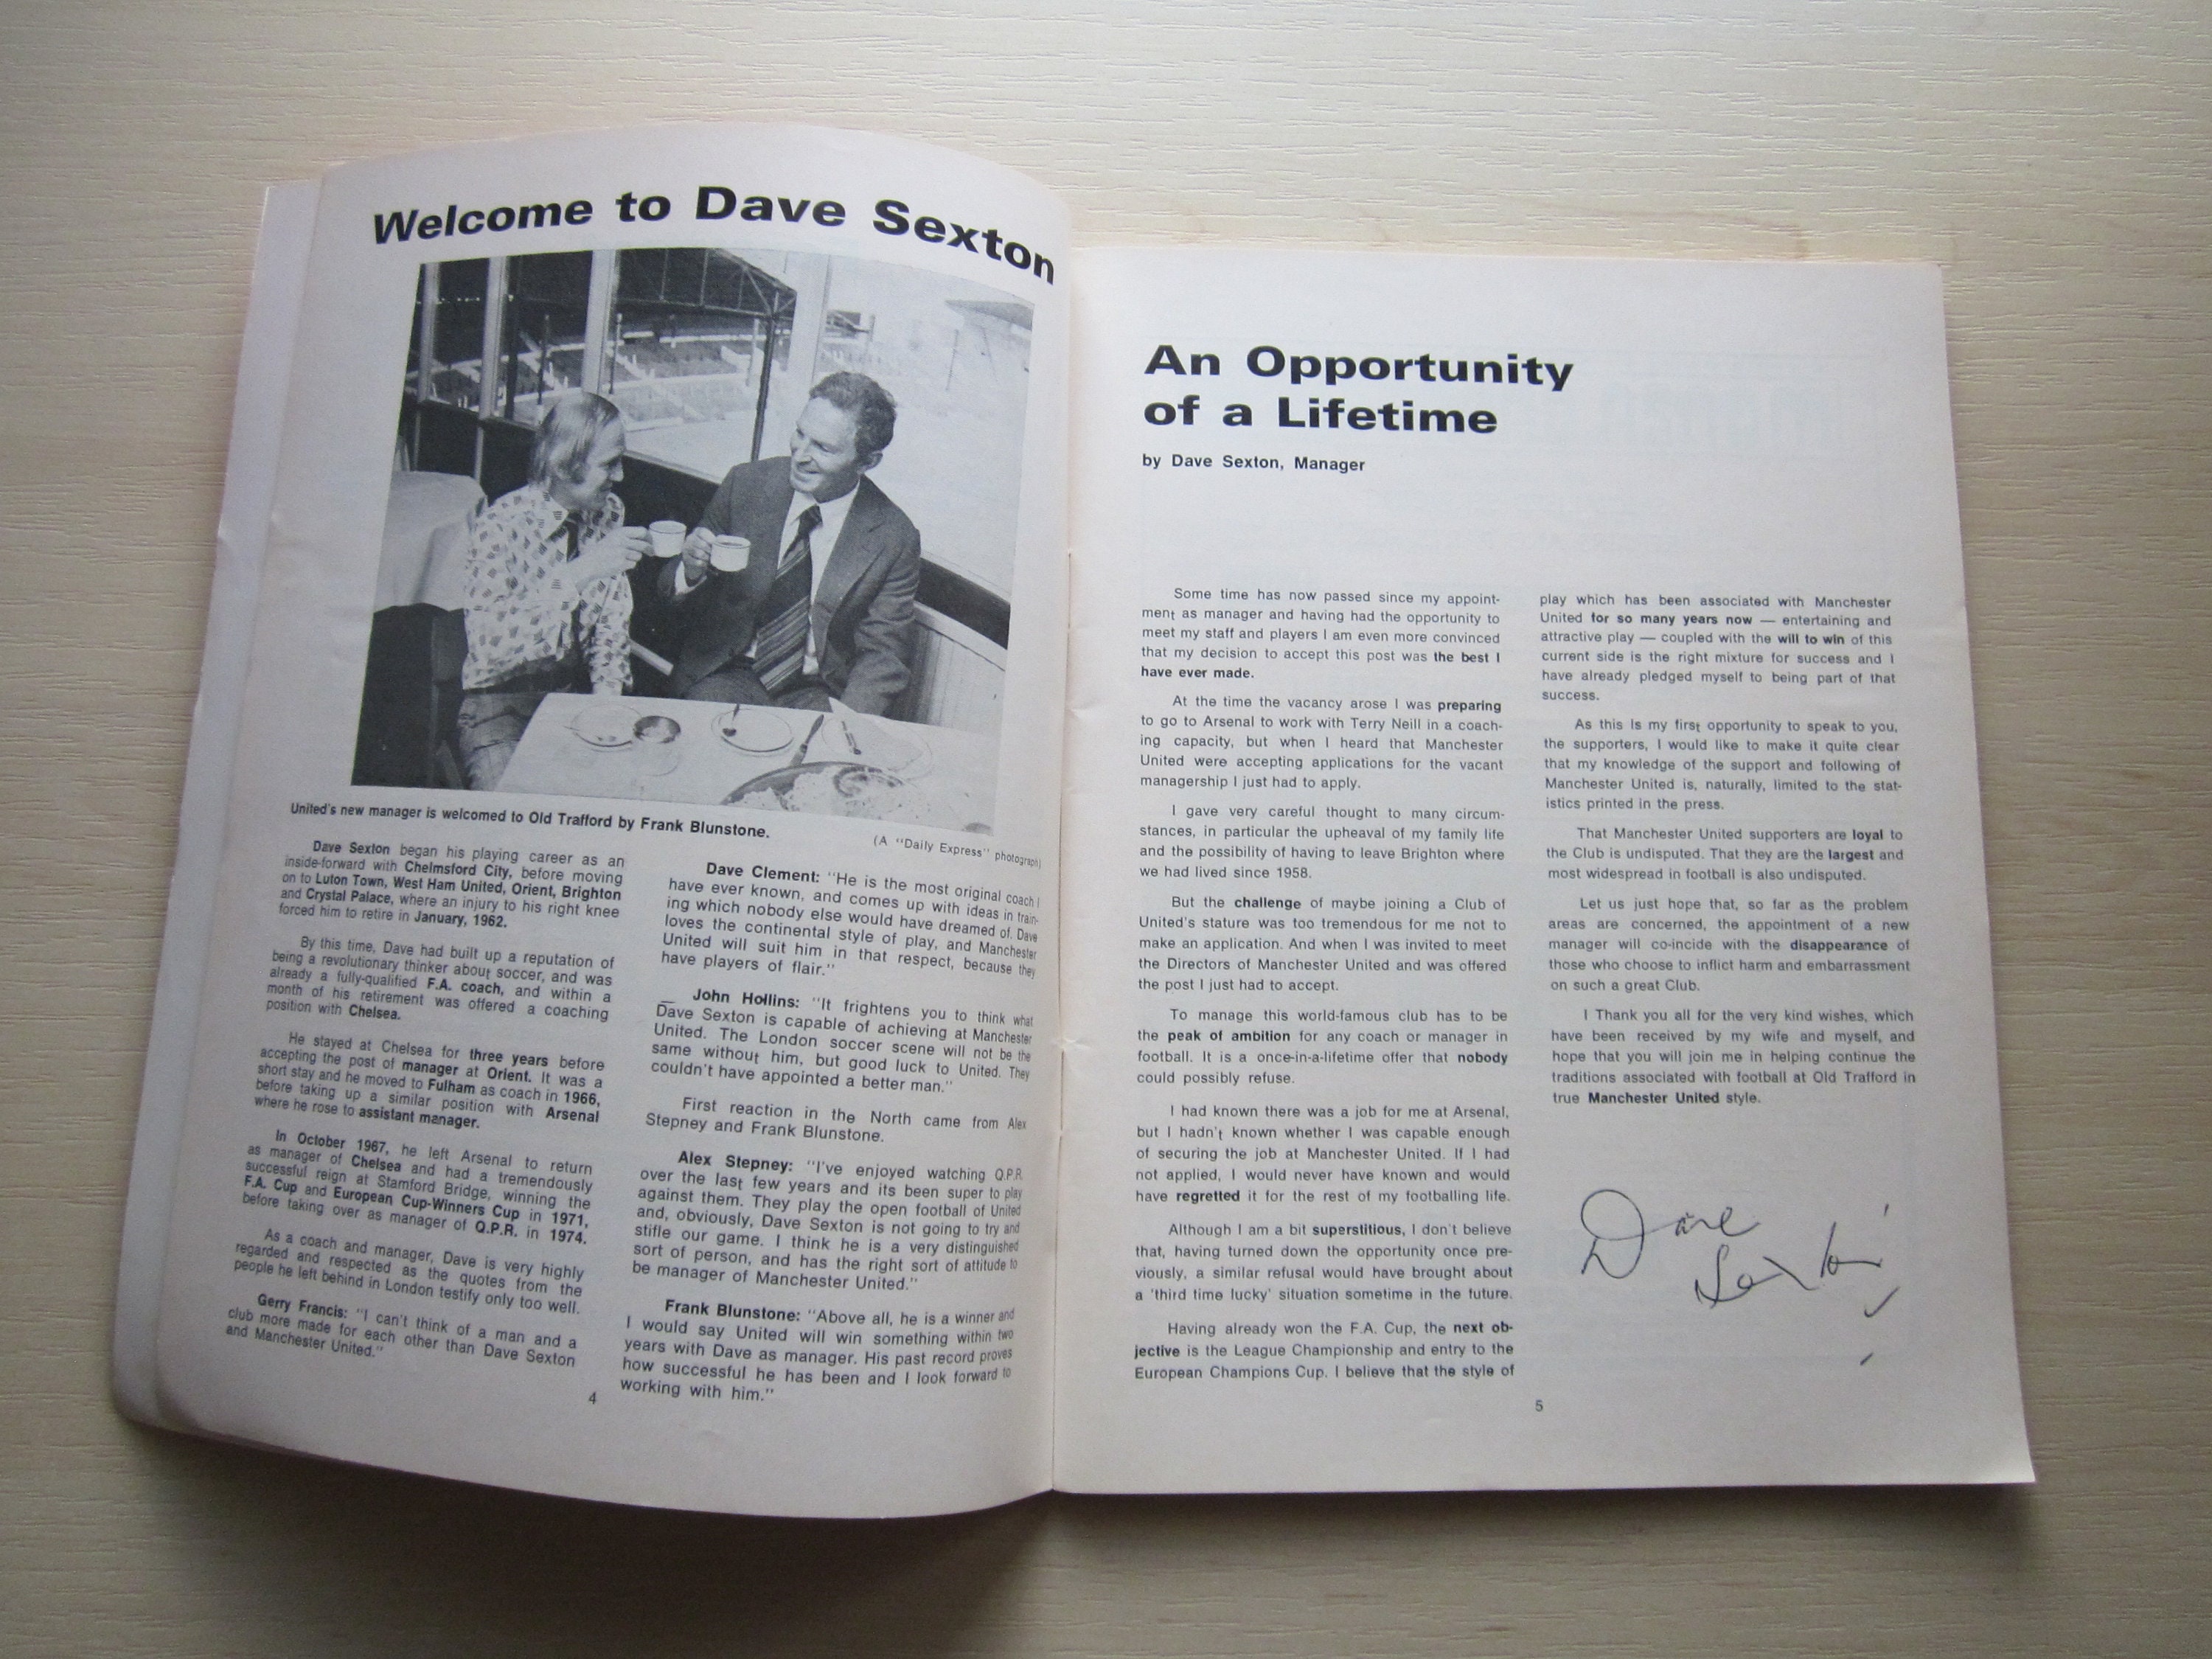 Welcome to Dave Sexton
United's new manager is welcomed to Old Trafford by Frank Blunstone.
(A "Daily Express" photograph)
Dave Sexton began his playing career as an
inside-forward with Chelmsford City, before moving
on to Luton Town, West Ham United, Orient, Brighton
and Crystal Palace, where an injury to his right knee
forced him to retire in January, 1962.
By this time, Dave had built up a reputation of
being a revolutionary thinker about soccer, and was
already a fully-qualified F.A. coach, and within a
month of his retirement was offered a coaching
position with Chelsea.
He stayed at Chelsea for three years before
accepting the post of manager at Orient. It was a
short stay and he moved to Fulham as coach in 1966,
before taking up a similar position with Arsenal
where he rose to assistant manager.
In October 1967, he left Arsenal to return
as manager of Chelsea and had a tremendously
successful reign at Stamford Bridge, winning the
F.A. Cup and European Cup-Winners Cup in 1971,
before taking over as manager of Q.P.R. in 1974.
As a coach and manager, Dave is very highly
regarded and respected as the quotes from the
people he left behind in London testify only too well.
Gerry Francis: "I can't think of a man and a
club more made for each other than Dave Sexton
and Manchester United."
Dave Clement: "He is the most original coach I
have ever known, and comes up with ideas in train-
ing which nobody else would have dreamed of. Dave
loves the continental style of play, and Manchester
United will suit him in that respect, because they
have players of flair."
John Hollins: "It frightens you to think what
Dave Sexton is capable of achieving at Manchester
United. The London soccer scene will not be the
same without him, but good luck to United. They
couldn't have appointed a better man."
First reaction in the North came from Alex
Stepney and Frank Blunstone.
Alex Stepney: "I've enjoyed watching Q.P.R.
over the last few years and its been super to play
against them. They play the open football of United
and, obviously, Dave Sexton is not going to try and
stifle our game. I think he is a very distinguished
sort of person, and has the right sort of attitude to
be manager of Manchester United."
Frank Blunstone: "Above all, he is a winner and
I would say United will win something within two
years with Dave as manager. His past record proves
how successful he has been and I look forward to
working with him."
4
An Opportunity
of a Lifetime
by Dave Sexton, Manager
Some time has now passed since my appoint-
ment as manager and having had the opportunity to
meet my staff and players I am even more convinced
that my decision to accept this post was the best I
have ever made.
At the time the vacancy arose I was preparing
to go to Arsenal to work with Terry Neill in a coach-
ing capacity, but when I heard that Manchester
United were accepting applications for the vacant
managership I just had to apply.
I gave very careful thought to many circum-
stances, in particular the upheaval of my family life
and the possibility of having to leave Brighton where
we had lived since 1958.
But the challenge of maybe joining a Club of
United's stature was too tremendous for me not to
make an application. And when I was invited to meet
the Directors of Manchester United and was offered
the post I just had to accept.
To manage this world-famous club has to be
the peak of ambition for any coach or manager in
football. It is a once-in-a-lifetime offer that nobody
could possibly refuse.
I had known there was a job for me at Arsenal,
but I hadn't known whether I was capable enough
of securing the job at Manchester United. If I had
not applied, I would never have known and would
have regretted it for the rest of my footballing life.
Although I am a bit superstitious, I don't believe
that, having turned down the opportunity once pre-
viously, a similar refusal would have brought about
a 'third time lucky' situation sometime in the future.
Having already won the F.A. Cup, the next ob-
jective is the League Championship and entry to the
European Champions Cup. I believe that the style of
play which has been associated with Manchester
United for so many years now — entertaining and
attractive play — coupled with the will to win of this
current side is the right mixture for success and I
have already pledged myself to being part of that
success.
As this is my first opportunity to speak to you,
the supporters, I would like to make it quite clear
that my knowledge of the support and following of
Manchester United is, naturally, limited to the stat-
istics printed in the press.
That Manchester United supporters are loyal to
the Club is undisputed. That they are the largest and
most widespread in football is also undisputed.
Let us just hope that, so far as the problem
areas are concerned, the appointment of a new
manager will co-incide with the disappearance of
those who choose to inflict harm and embarrassment
on such a great Club.
I Thank you all for the very kind wishes, which
have been received by my wife and myself, and
hope that you will join me in helping continue the
traditions associated with football at Old Trafford in
true Manchester United style.
Dave
Sexton
5